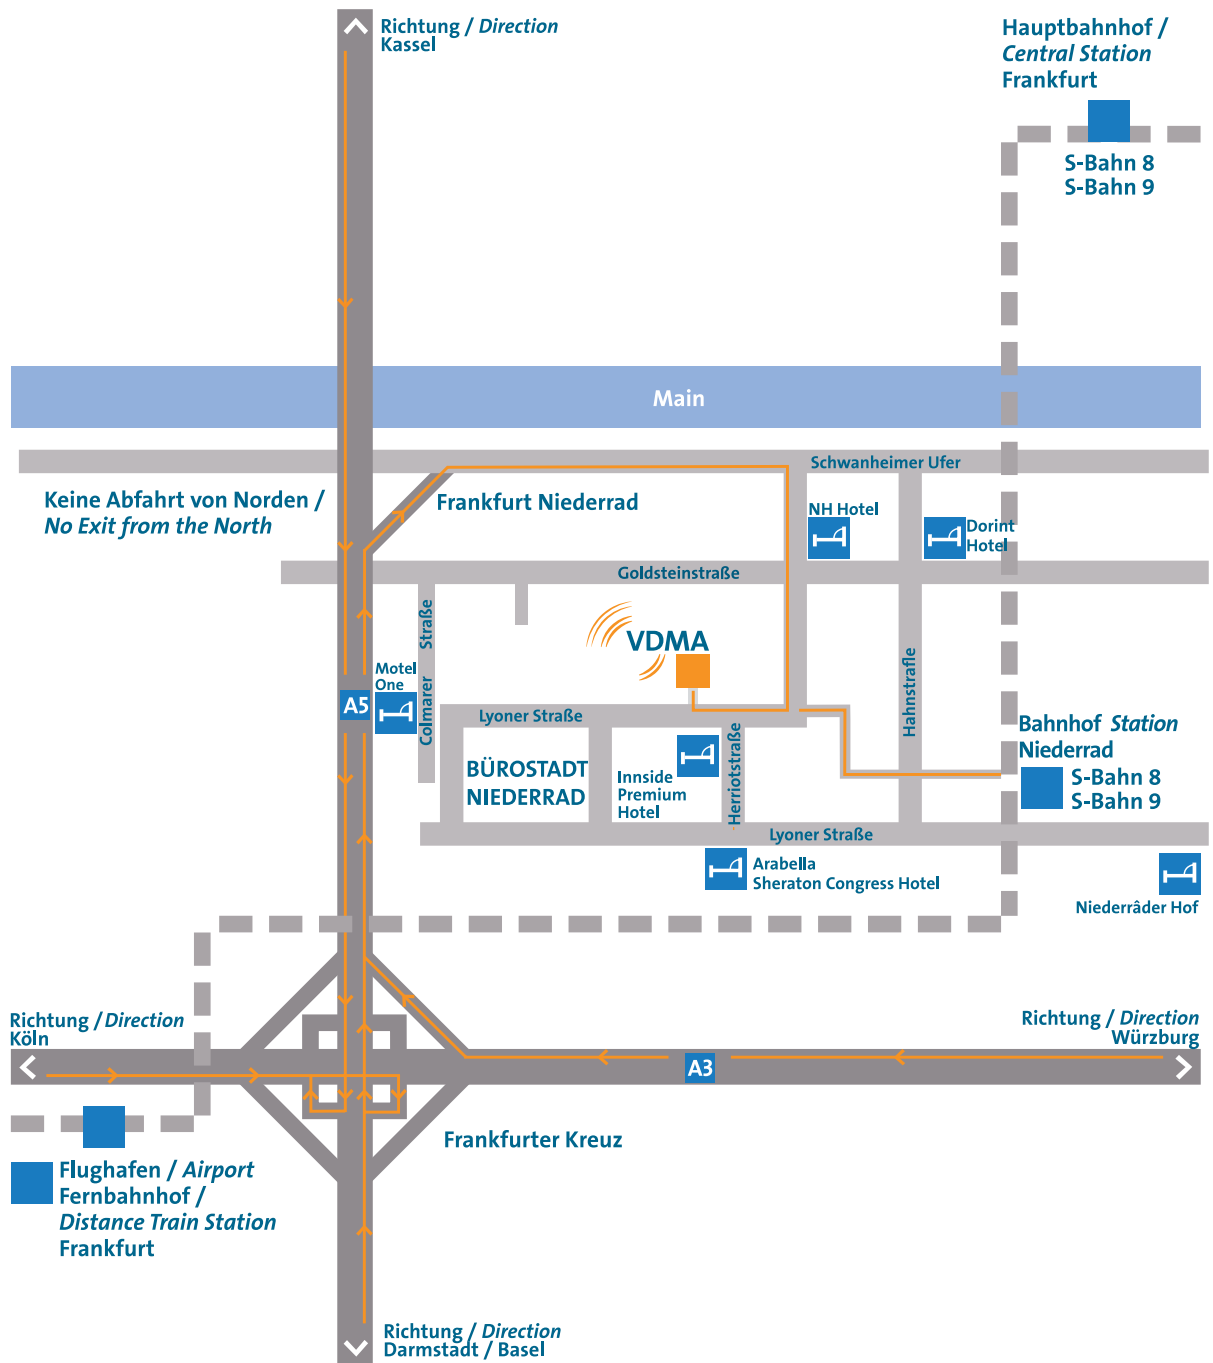 Richtung / Direction
Kassel
Hauptbahnhof /
Central Station
Frankfurt
S-Bahn 8
S-Bahn 9
Main
Schwanheimer Ufer
Keine Abfahrt von Norden /
No Exit from the North
Frankfurt Niederrad
NH Hotel
Dorint
Hotel
Goldsteinstraße
Colmarer Straße
VDMA
Motel
One
A5
Lyoner Straße
Hahnstrafle
Bahnhof Station
Niederrad
S-Bahn 8
S-Bahn 9
BÜROSTADT
NIEDERRAD
Innside
Premium
Hotel
Herriotstraße
Lyoner Straße
Arabella
Sheraton Congress Hotel
Niederrâder Hof
Richtung / Direction
Köln
Richtung / Direction
Würzburg
A3
Frankfurter Kreuz
Flughafen / Airport
Fernbahnhof /
Distance Train Station
Frankfurt
Richtung / Direction
Darmstadt / Basel